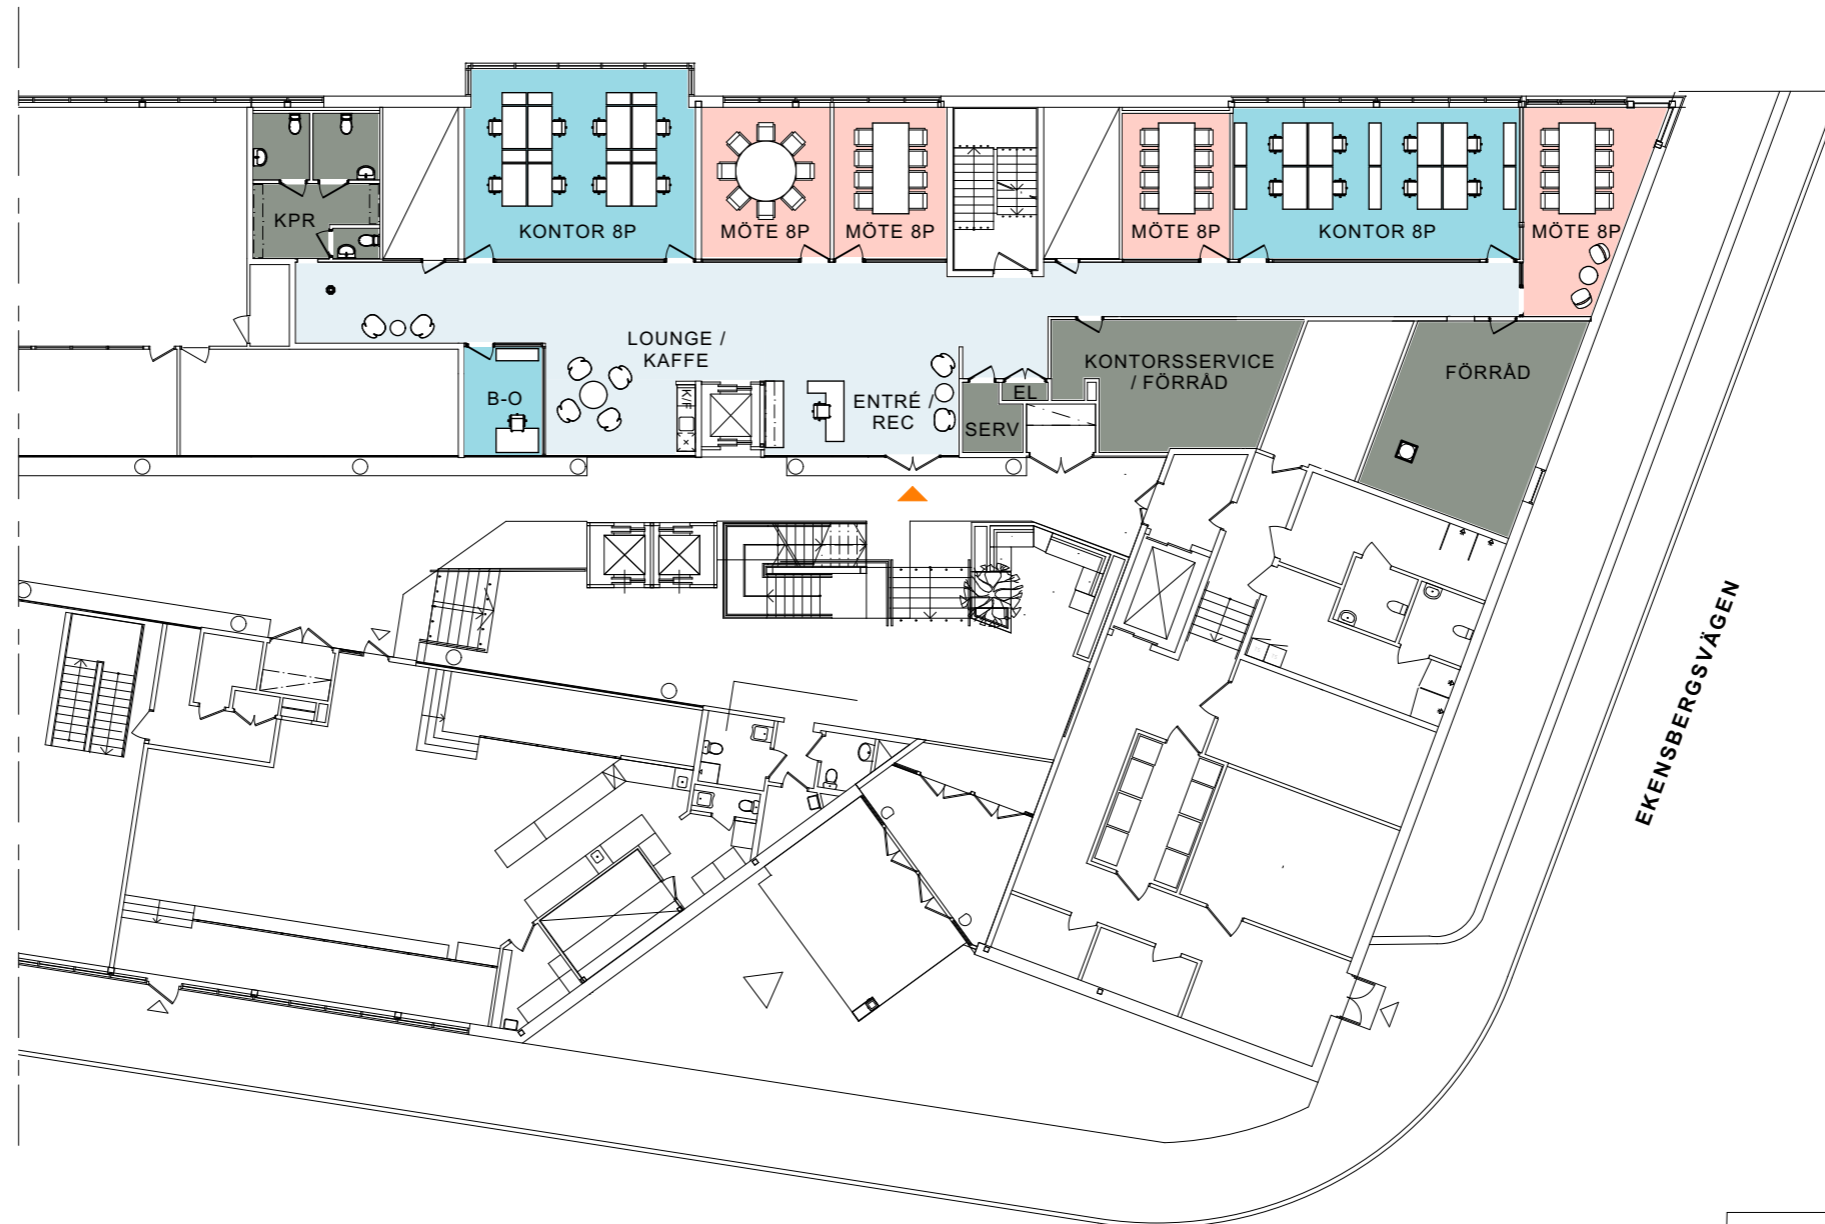 KPR
KONTOR 8P
MÖTE 8P
MÖTE 8P
MÖTE 8P
KONTOR 8P
MÖTE 8P
LOUNGE /
KAFFE
B-O
K/F
ENTRÉ /
REC
SERV
EL
KONTORSSERVICE
/ FÖRRÅD
FÖRRÅD
EKENSBERGSVÄGEN